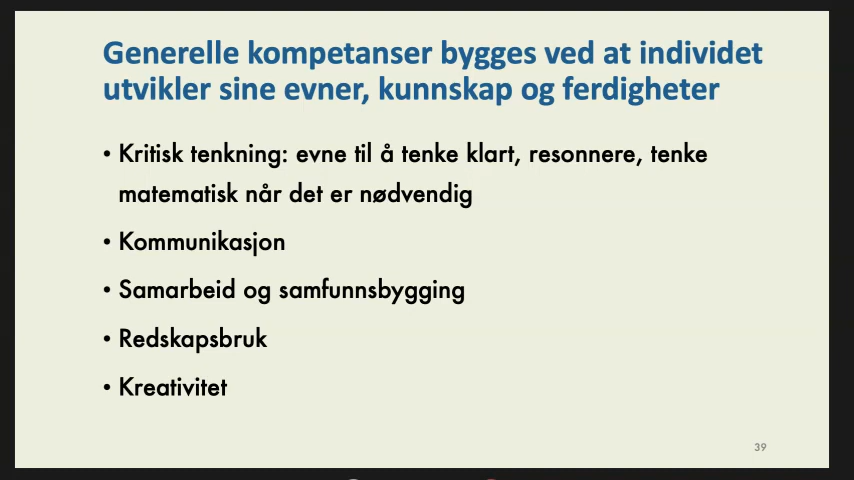 Generelle kompetanser bygges ved at individet
utvikler sine evner, kunnskap og ferdigheter
• Kritisk tenkning: evne til å tenke klart, resonnere, tenke
matematisk når det er nødvendig
• Kommunikasjon
• Samarbeid og samfunnsbygging
• Redskapsbruk
• Kreativitet
39